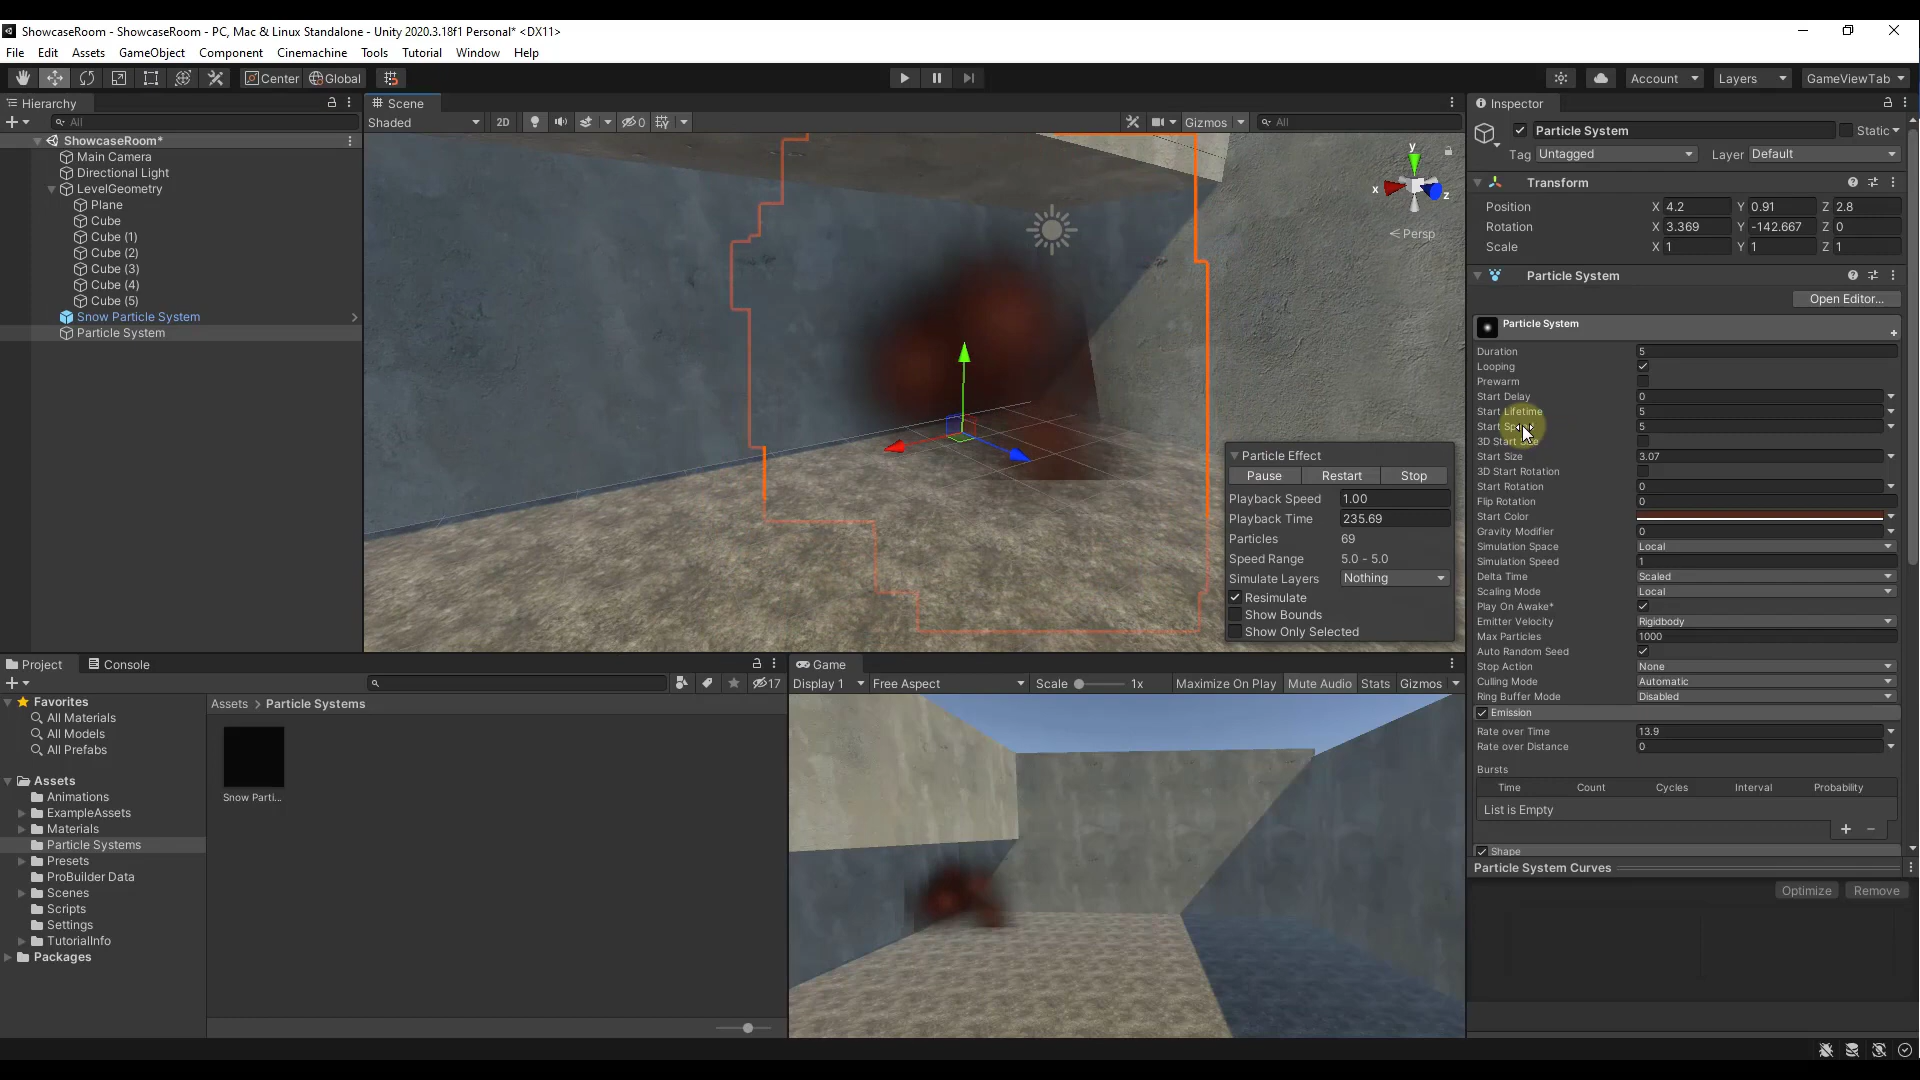 ShowcaseRoom - ShowcaseRoom - PC, Mac & Linux Standalone - Unity 2020.3.18f1 Personal* <DX11>
File Edit Assets GameObject Component Cinemachine Tools Tutorial Window Help
Center Global Account Layers GameViewTab
Hierarchy
All
ShowcaseRoom*
Main Camera
Directional Light
LevelGeometry
Plane
Cube
Cube (1)
Cube (2)
Cube (3)
Cube (4)
Cube (5)
Snow Particle System
Particle System
Scene
Shaded 2D 0 Gizmos All
y
x
z
Persp
Particle Effect
Pause Restart Stop
Playback Speed 1.00
Playback Time 235.69
Particles 69
Speed Range 5.0 - 5.0
Simulate Layers Nothing
Resimulate
Show Bounds
Show Only Selected
Inspector
Particle System Static
Tag Untagged Layer Default
Transform
Position X 4.2 Y 0.91 Z 2.8
Rotation X 3.369 Y -142.667 Z 0
Scale X 1 Y 1 Z 1
Particle System
Open Editor...
Particle System
Duration 5
Looping
Prewarm
Start Delay 0
Start Lifetime 5
Start 5
3D Start Size
Start Size 3.07
3D Start Rotation
Start Rotation 0
Flip Rotation 0
Start Color
Gravity Modifier 0
Simulation Space Local
Simulation Speed 1
Delta Time Scaled
Scaling Mode Local
Play On Awake*
Emitter Velocity Rigidbody
Max Particles 1000
Auto Random Seed
Stop Action None
Culling Mode Automatic
Ring Buffer Mode Disabled
Emission
Rate over Time 13.9
Rate over Distance 0
Bursts
Time Count Cycles Interval Probability
List is Empty
Shape
Particle System Curves
Optimize Remove
Project Console
17
Favorites
All Materials
All Models
All Prefabs
Assets
Animations
ExampleAssets
Materials
Particle Systems
Presets
ProBuilder Data
Scenes
Scripts
Settings
TutorialInfo
Packages
Assets > Particle Systems
Snow Parti...
Game
Display 1 Free Aspect Scale 1x Maximize On Play Mute Audio Stats Gizmos